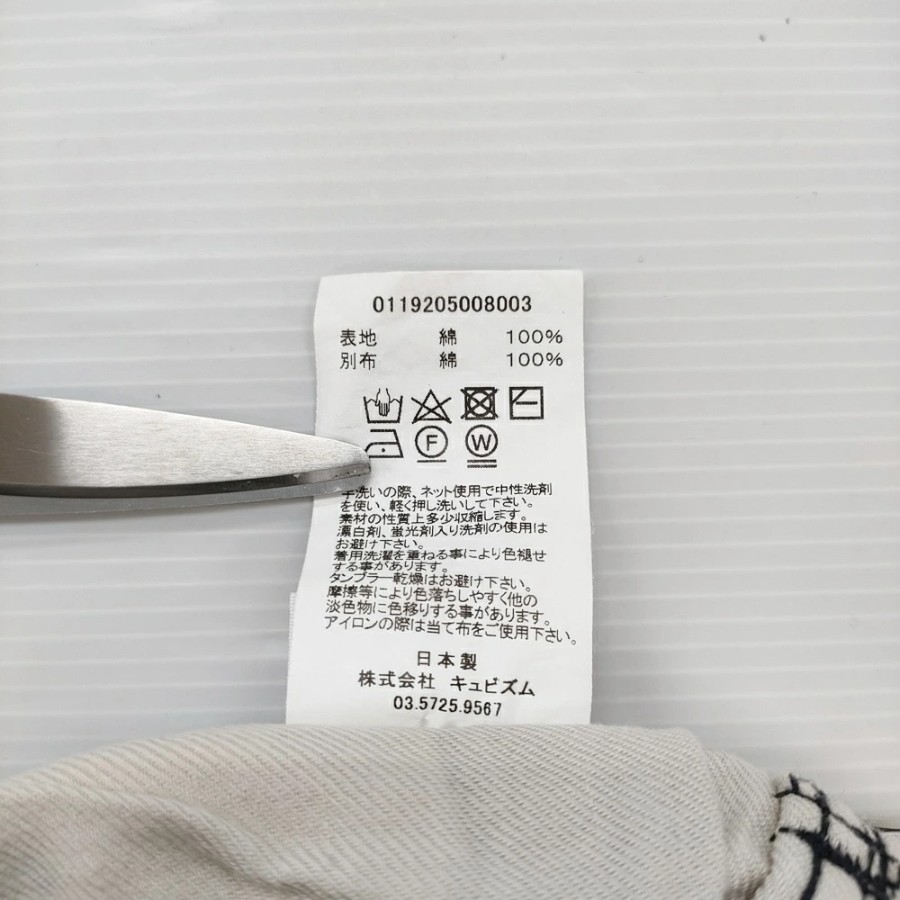 0119205008003
表地 綿 100%
別布 綿 100%
F W
手洗いの際、ネット使用で中性洗剤
を使い、軽く押し洗いして下さい。
素材の性質上多少収縮します。
漂白剤、蛍光剤入り洗剤の使用は
お避け下さい。
着用洗濯を重ねる事により色褪せ
する事があります。
タンブラー乾燥はお避け下さい。
摩擦等により色落ちしやすく他の
淡色物に色移りする事があります。
アイロンの際は当て布をご使用下さい。
日本製
株式会社 キュビズム
03.5725.9567